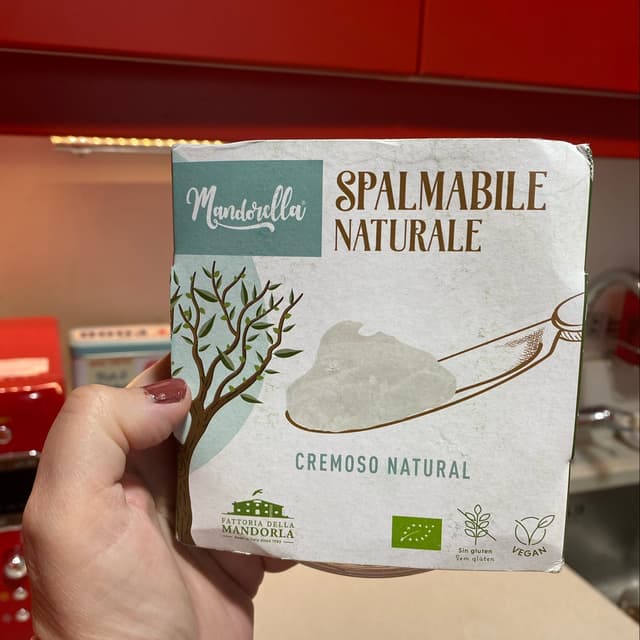 Mandorella
SPALMABILE
NATURALE
CREMOSO NATURAL
FATTORIA DELLA
MANDORLA
Sin gluten
Sem glúten
VEGAN